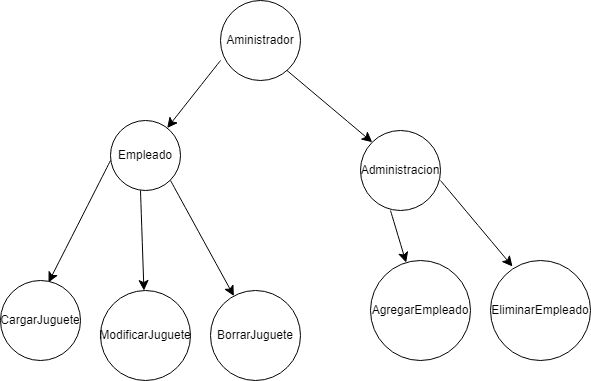 Aministrador
Empleado
Administracion
CargarJuguete
ModificarJuguete
BorrarJuguete
AgregarEmpleado
EliminarEmpleado